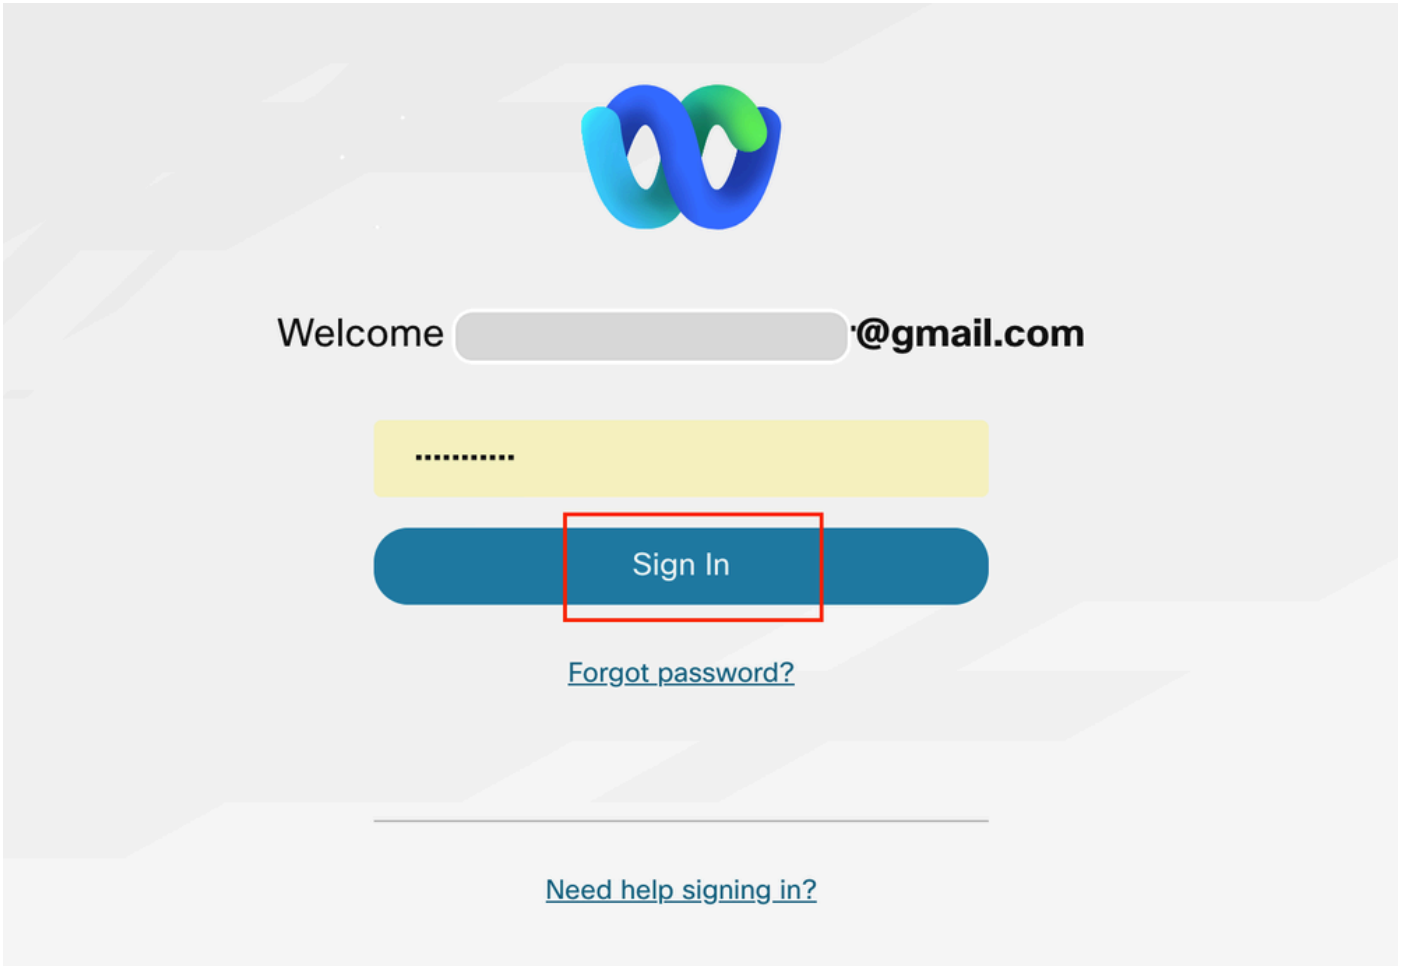 Welcome @gmail.com
•••••••••••
Sign In
Forgot password?
Need help signing in?